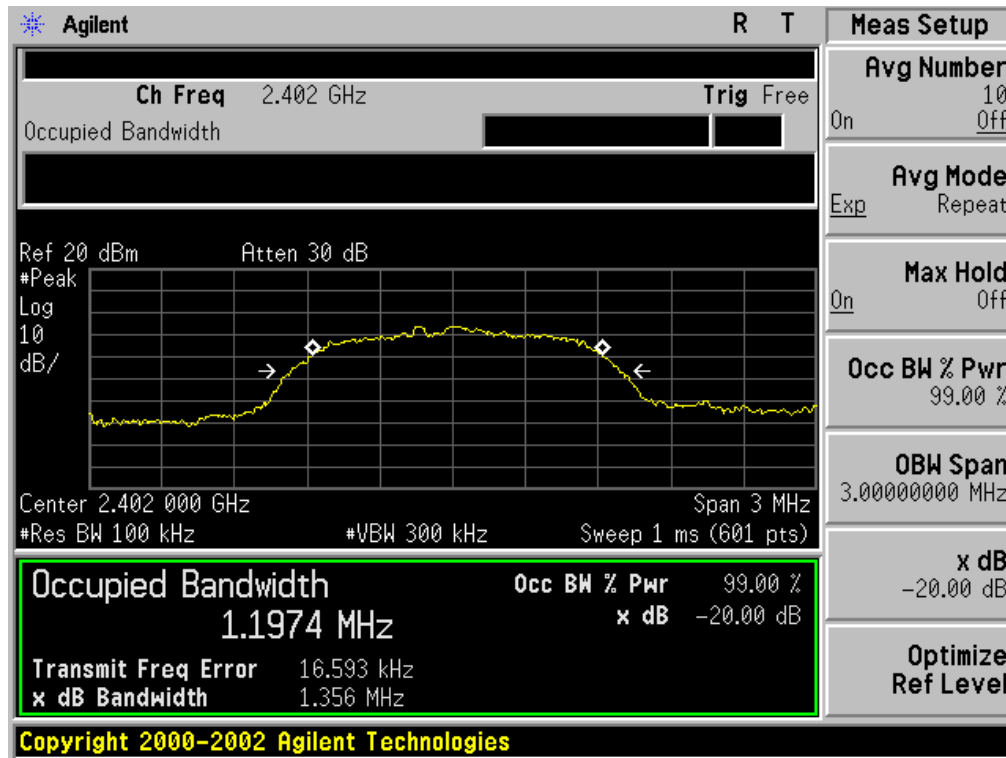 Agilent R T
Ch Freq 2.402 GHz Trig Free
Occupied Bandwidth
Ref 20 dBm Atten 30 dB
#Peak
Log
10
dB/
Center 2.402 000 GHz Span 3 MHz
#Res BW 100 kHz #VBW 300 kHz Sweep 1 ms (601 pts)
Occupied Bandwidth Occ BW % Pwr 99.00 %
1.1974 MHz x dB -20.00 dB
Transmit Freq Error 16.593 kHz
x dB Bandwidth 1.356 MHz
Copyright 2000-2002 Agilent Technologies
Meas Setup
Avg Number
10
On Off
Avg Mode
Exp Repeat
Max Hold
On Off
Occ BW % Pwr
99.00 %
OBW Span
3.00000000 MHz
x dB
-20.00 dB
Optimize
Ref Level